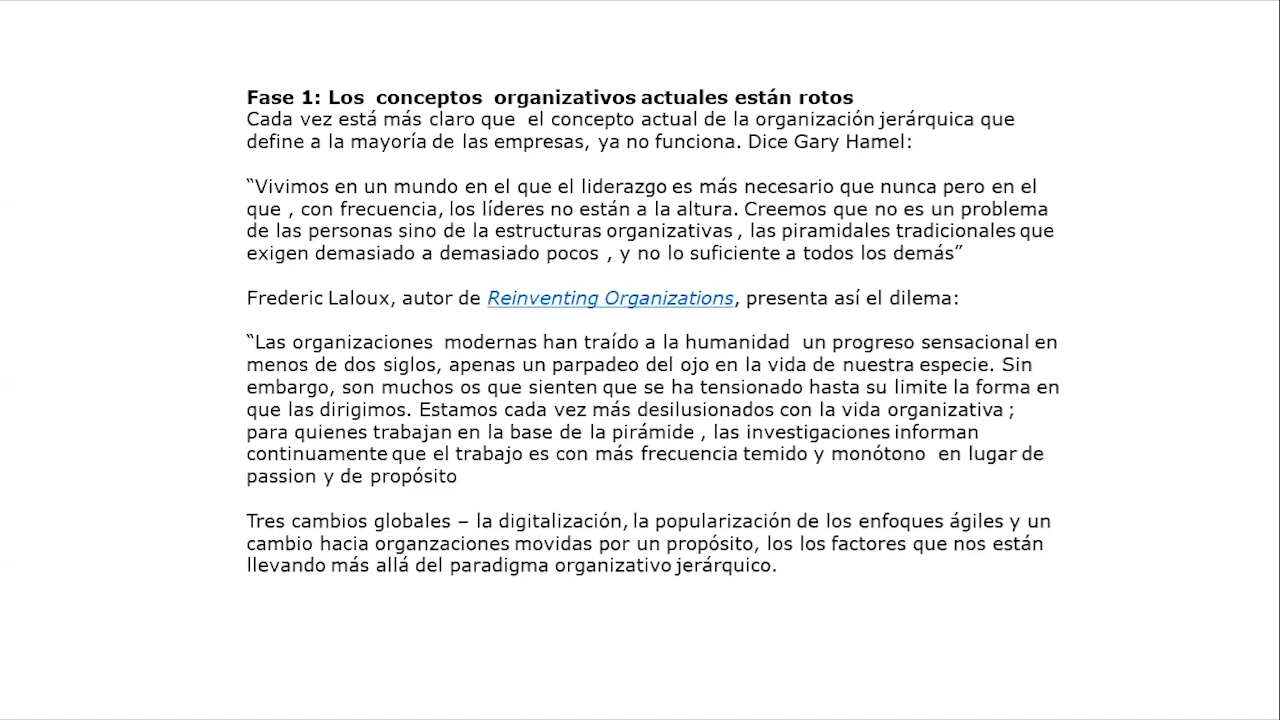 Fase 1: Los conceptos organizativos actuales están rotos
Cada vez está más claro que el concepto actual de la organización jerárquica que
define a la mayoría de las empresas, ya no funciona. Dice Gary Hamel:
“Vivimos en un mundo en el que el liderazgo es más necesario que nunca pero en el
que , con frecuencia, los líderes no están a la altura. Creemos que no es un problema
de las personas sino de la estructuras organizativas , las piramidales tradicionales que
exigen demasiado a demasiado pocos , y no lo suficiente a todos los demás”
Frederic Laloux, autor de Reinventing Organizations, presenta así el dilema:
“Las organizaciones modernas han traído a la humanidad un progreso sensacional en
menos de dos siglos, apenas un parpadeo del ojo en la vida de nuestra especie. Sin
embargo, son muchos os que sienten que se ha tensionado hasta su limite la forma en
que las dirigimos. Estamos cada vez más desilusionados con la vida organizativa ;
para quienes trabajan en la base de la pirámide , las investigaciones informan
continuamente que el trabajo es con más frecuencia temido y monótono en lugar de
passion y de propósito
Tres cambios globales – la digitalización, la popularización de los enfoques ágiles y un
cambio hacia organzaciones movidas por un propósito, los los factores que nos están
llevando más allá del paradigma organizativo jerárquico.